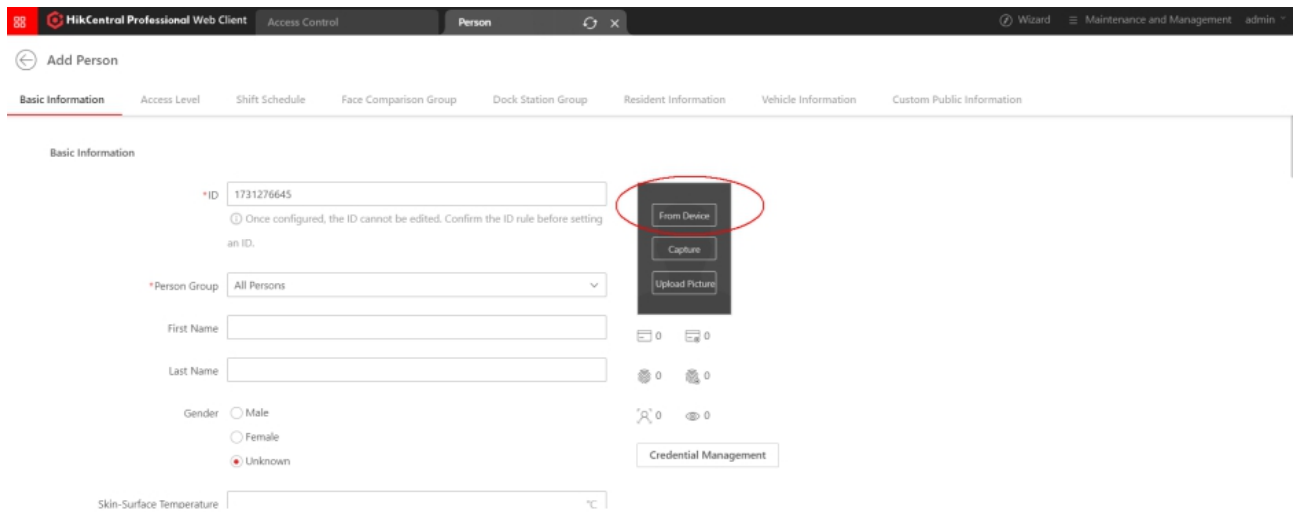 HikCentral Professional Web Client Access Control Person Wizard Maintenance and Management admin
Add Person
Basic Information Access Level Shift Schedule Face Comparison Group Dock Station Group Resident Information Vehicle Information Custom Public Information
Basic Information
*ID 1731276645
Once configured, the ID cannot be edited. Confirm the ID rule before setting
an ID.
From Device
Capture
Upload Picture
*Person Group All Persons
First Name
0 0
Last Name
0 0
Gender Male
0 0
Female
Unknown
Credential Management
Skin-Surface Temperature °C